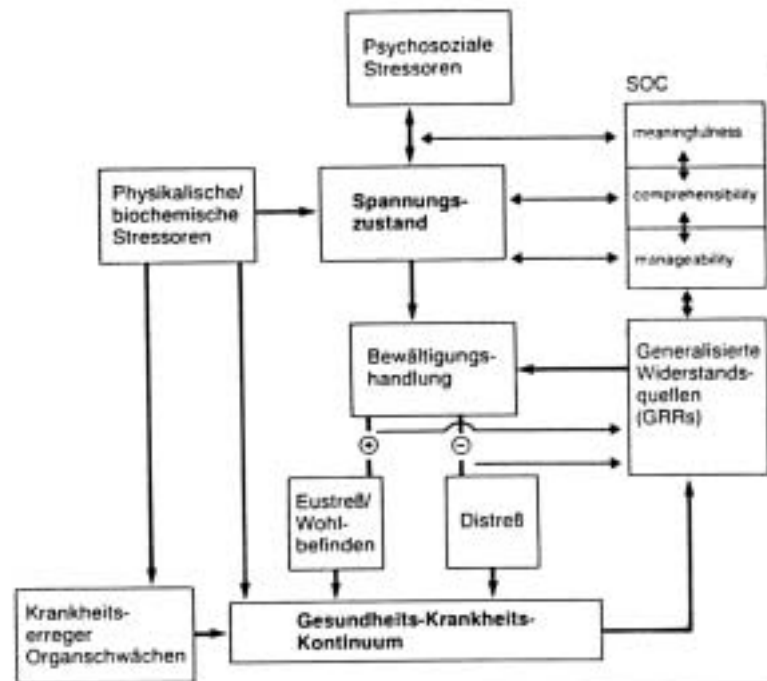 Psychosoziale
Stressoren
SOC
meaningfulness
Physikalische/
biochemische
Stressoren
Spannungs-
zustand
comprehensibility
manageability
Bewältigungs-
handlung
Generalisierte
Widerstands-
quellen
(GRRs)
+
−
Eustreß/
Wohl-
befinden
Distreß
Krankheits-
erreger
Organschwächen
Gesundheits-Krankheits-
Kontinuum